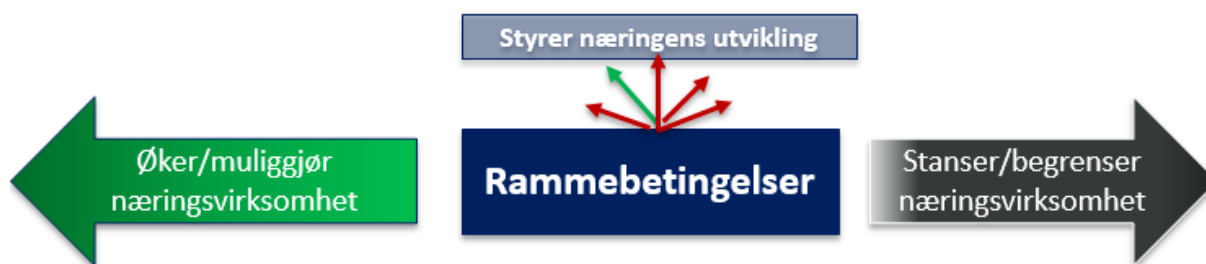 Styrer næringens utvikling
Øker/muliggjør
næringsvirksomhet
Rammebetingelser
Stanser/begrenser
næringsvirksomhet